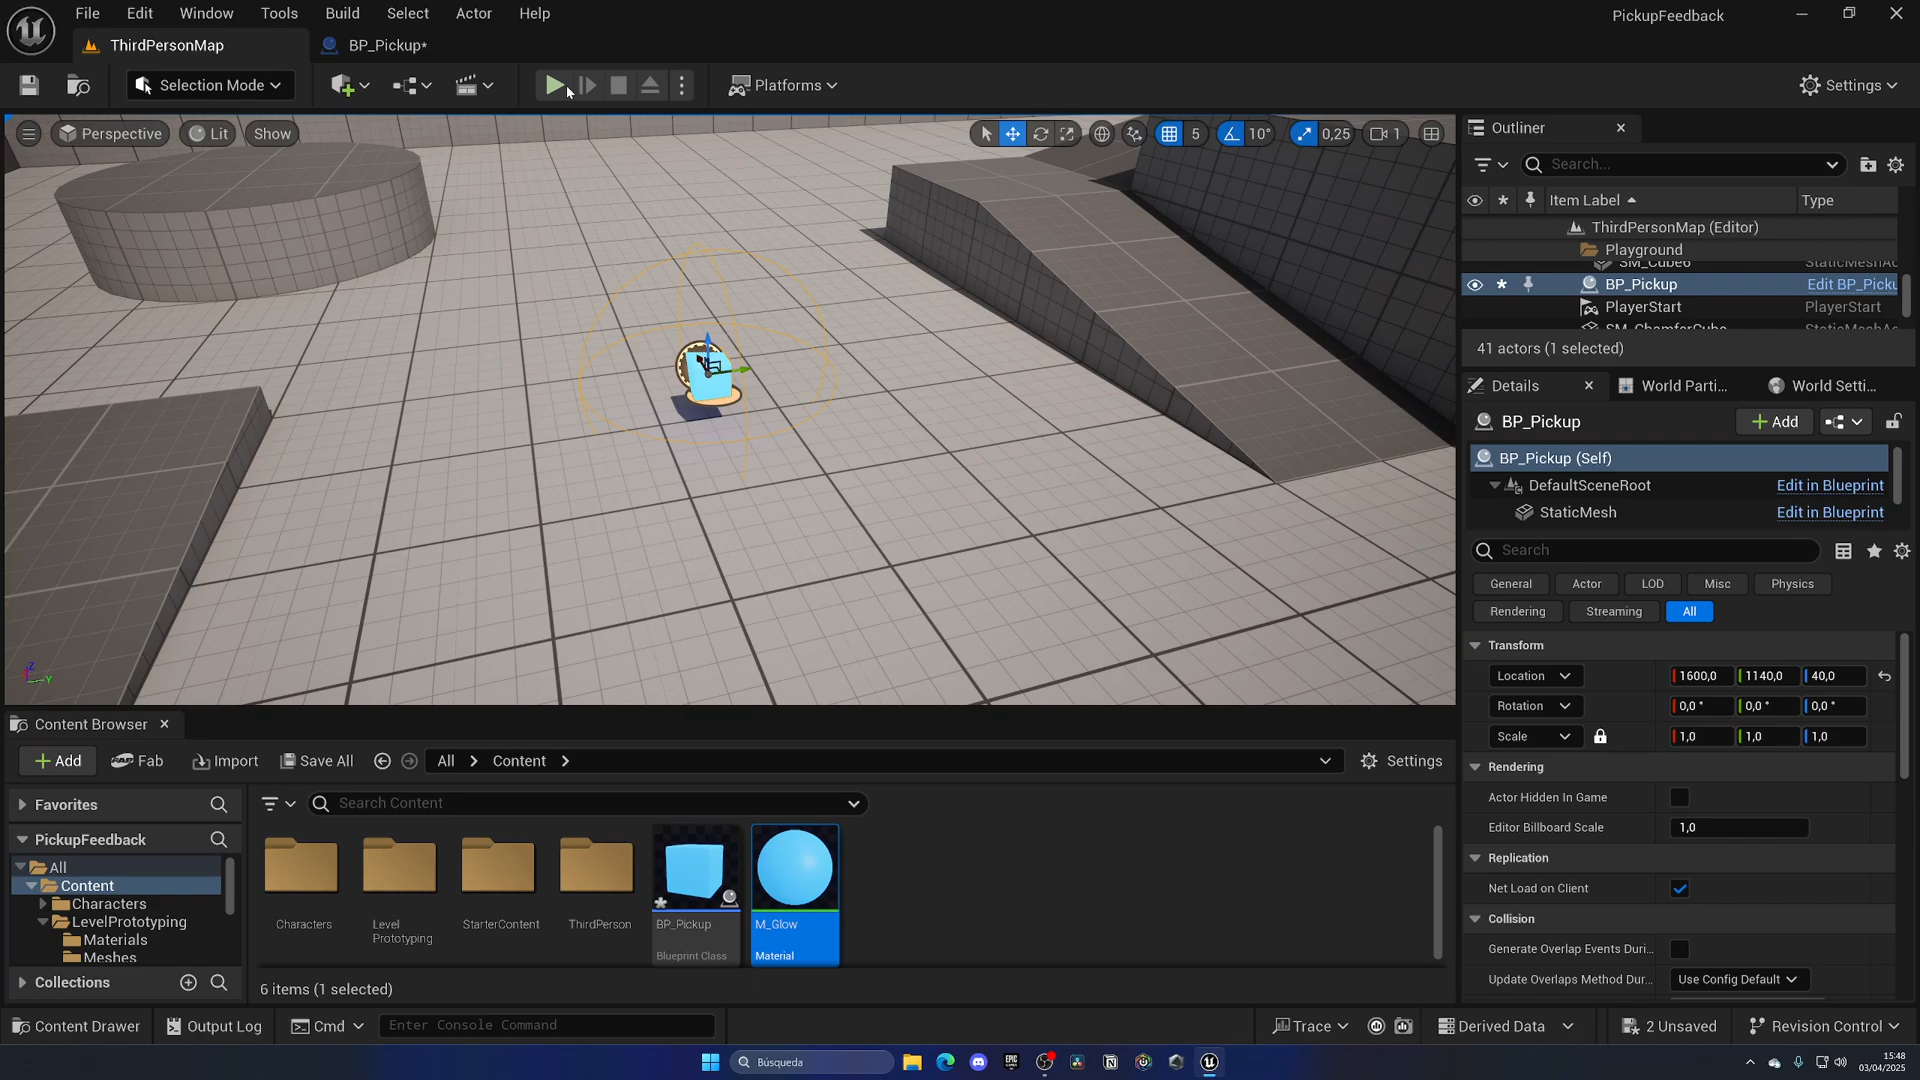 File Edit Window Tools Build Select Actor Help
PickupFeedback
ThirdPersonMap
BP_Pickup*
Selection Mode
Platforms
Settings
Perspective
Lit
Show
5
10°
0,25
1
Outliner
Search...
Item Label
Type
ThirdPersonMap (Editor)
Playground
SM_Cube6
StaticMeshAc
BP_Pickup
Edit BP_Picku
PlayerStart
PlayerStart
SM_ChamferCube
StaticMeshAc
41 actors (1 selected)
Details
World Parti...
World Setti...
BP_Pickup
Add
BP_Pickup (Self)
DefaultSceneRoot
Edit in Blueprint
StaticMesh
Edit in Blueprint
Search
General
Actor
LOD
Misc
Physics
Rendering
Streaming
All
Transform
Location
1600,0
1140,0
40,0
Rotation
0,0 °
0,0 °
0,0 °
Scale
1,0
1,0
1,0
Rendering
Actor Hidden In Game
Editor Billboard Scale
1,0
Replication
Net Load on Client
Collision
Generate Overlap Events Duri...
Update Overlaps Method Dur...
Use Config Default
Z
Y
Content Browser
Add
Fab
Import
Save All
All
Content
Settings
Favorites
Search Content
PickupFeedback
All
Content
Characters
LevelPrototyping
Materials
Meshes
Collections
Characters
Level
Prototyping
StarterContent
ThirdPerson
BP_Pickup
Blueprint Class
M_Glow
Material
6 items (1 selected)
Content Drawer
Output Log
Cmd
Enter Console Command
Trace
Derived Data
2 Unsaved
Revision Control
Búsqueda
EPIC
GAMES
15:48
03/04/2025